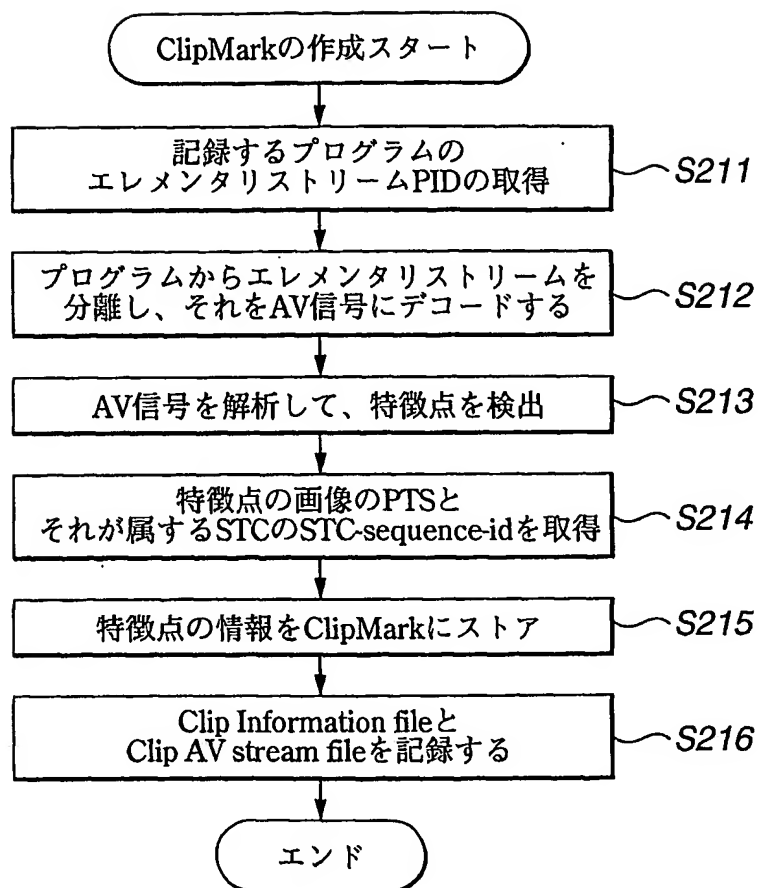 ClipMarkの作成スタート
記録するプログラムの
エレメンタリストリームPIDの取得
S211
プログラムからエレメンタリストリームを
分離し、それをAV信号にデコードする
S212
AV信号を解析して、特徴点を検出
S213
特徴点の画像のPTSと
それが属するSTCのSTC-sequence-idを取得
S214
特徴点の情報をClipMarkにストア
S215
Clip Information fileと
Clip AV stream fileを記録する
S216
エンド